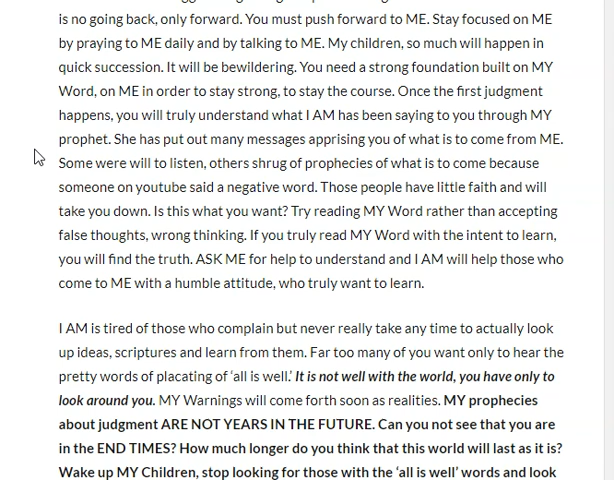 is no going back, only forward. You must push forward to ME. Stay focused on ME
by praying to ME daily and by talking to ME. My children, so much will happen in
quick succession. It will be bewildering. You need a strong foundation built on MY
Word, on ME in order to stay strong, to stay the course. Once the first judgment
happens, you will truly understand what I AM has been saying to you through MY
prophet. She has put out many messages apprising you of what is to come from ME.
Some were will to listen, others shrug of prophecies of what is to come because
someone on youtube said a negative word. Those people have little faith and will
take you down. Is this what you want? Try reading MY Word rather than accepting
false thoughts, wrong thinking. If you truly read MY Word with the intent to learn,
you will find the truth. ASK ME for help to understand and I AM will help those who
come to ME with a humble attitude, who truly want to learn.
I AM is tired of those who complain but never really take any time to actually look
up ideas, scriptures and learn from them. Far too many of you want only to hear the
pretty words of placating of ‘all is well.’ It is not well with the world, you have only to
look around you. MY Warnings will come forth soon as realities. MY prophecies
about judgment ARE NOT YEARS IN THE FUTURE. Can you not see that you are
in the END TIMES? How much longer do you think that this world will last as it is?
Wake up MY Children, stop looking for those with the ‘all is well’ words and look